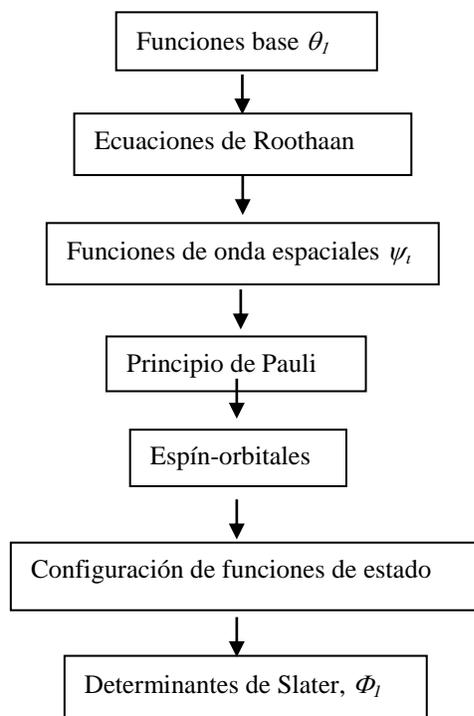 Funciones base θ₁
Ecuaciones de Roothaan
Funciones de onda espaciales ψᵢ
Principio de Pauli
Espín-orbitales
Configuración de funciones de estado
Determinantes de Slater, Φ₁